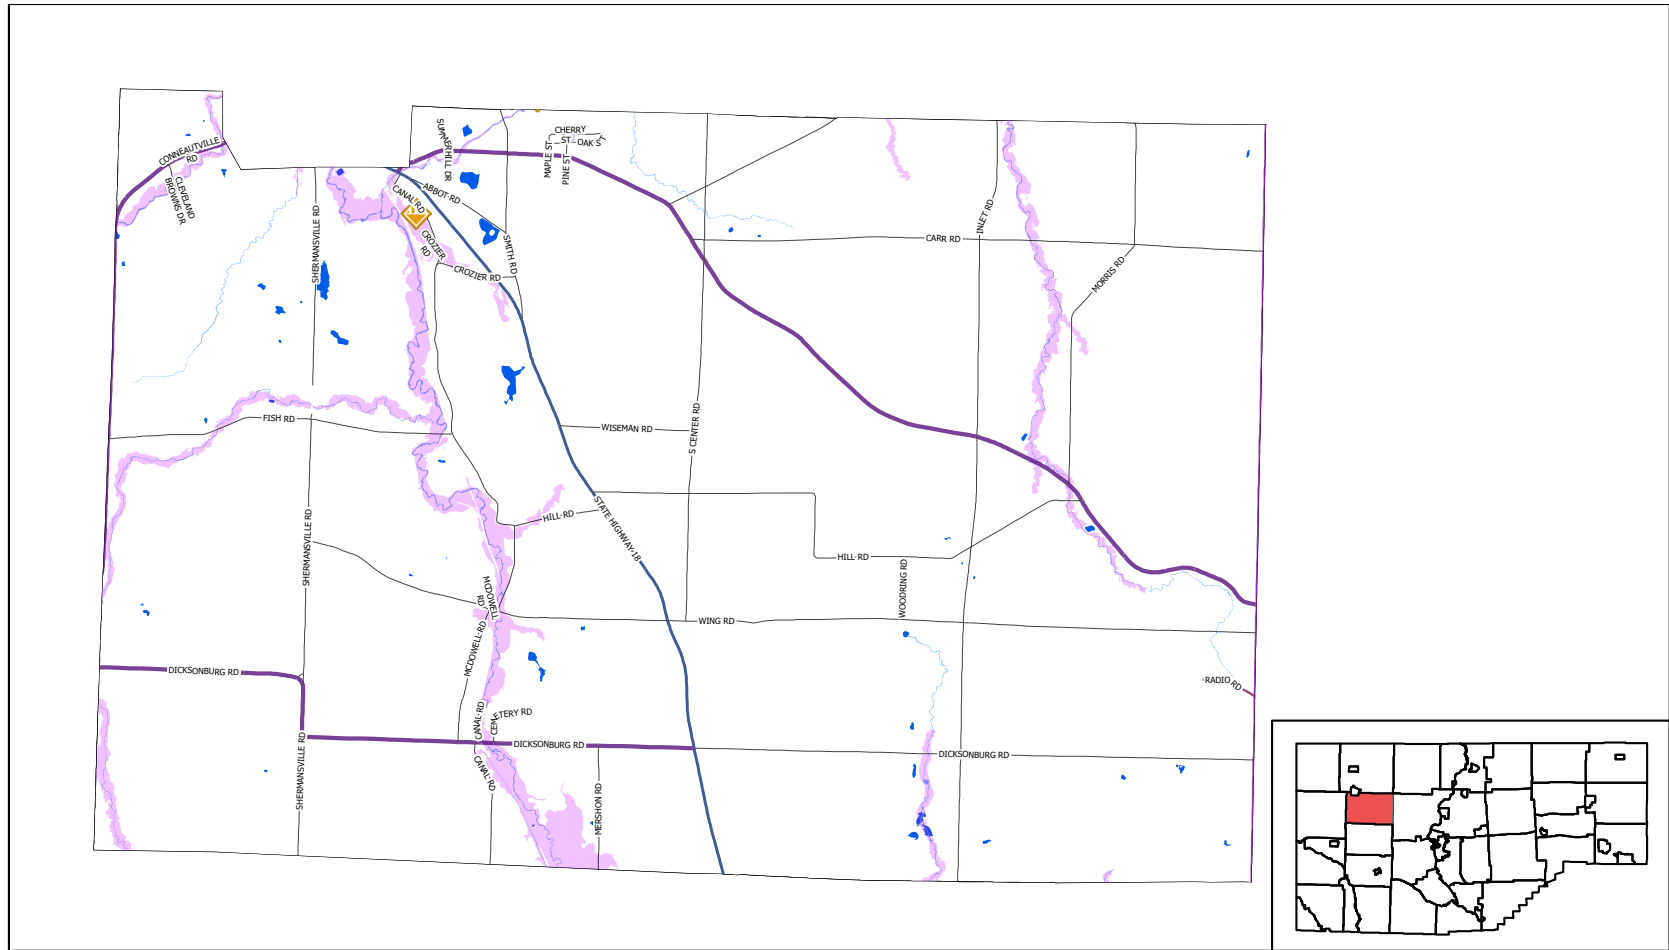 CONNEAUTVILLE
RD
CLEVELAND
BROWNS DR
SHERMANSVILLE RD
SUMMERHILL DR
CHERRY
ST
OAK ST
MAPLE ST
PINE ST
ABBOT RD
CANAL RD
CROZIER
RD
CROZIER RD
SMITH RD
INLET RD
CARR RD
MORRIS RD
FISH RD
WISEMAN RD
S CENTER RD
STATE HIGHWAY 18
HILL RD
HILL RD
SHERMANSVILLE RD
MCDOWELL
RD
WOODRING RD
WING RD
MCDOWELL RD
DICKSONBURG RD
RADIO RD
CANAL RD
CEMETERY RD
DICKSONBURG RD
DICKSONBURG RD
SHERMANSVILLE RD
CANAL RD
MERSHON RD